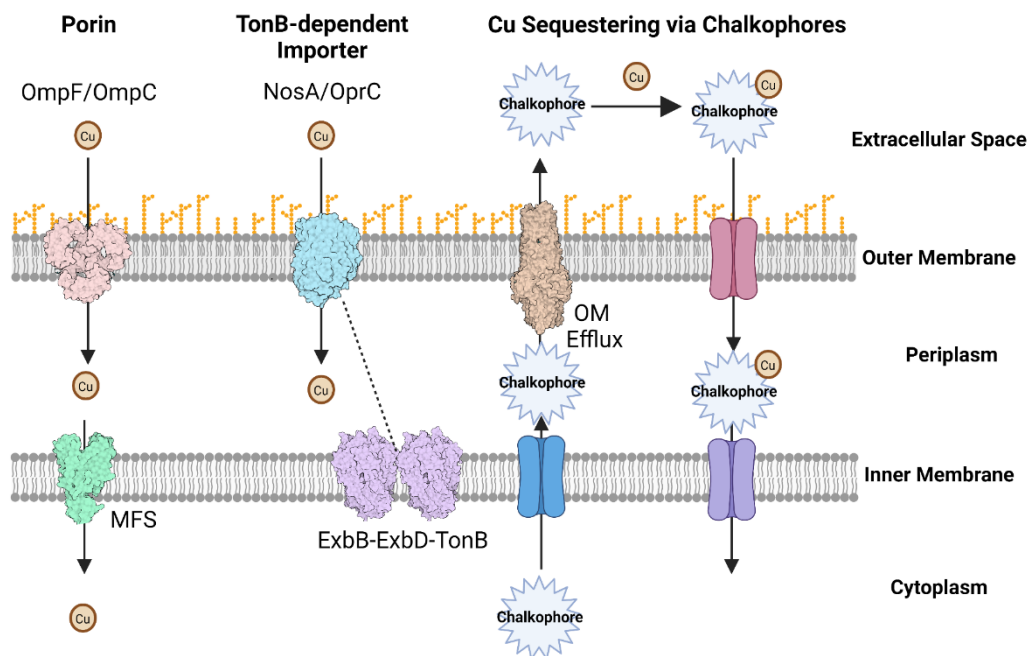 Porin
TonB-dependent
Importer
Cu Sequestering via Chalkophores
OmpF/OmpC
NosA/OprC
Cu
Cu
Chalkophore
Cu
Chalkophore
Cu
Extracellular Space
Outer Membrane
OM
Efflux
Periplasm
Cu
Cu
Chalkophore
Chalkophore
Cu
Inner Membrane
MFS
ExbB-ExbD-TonB
Cytoplasm
Cu
Chalkophore